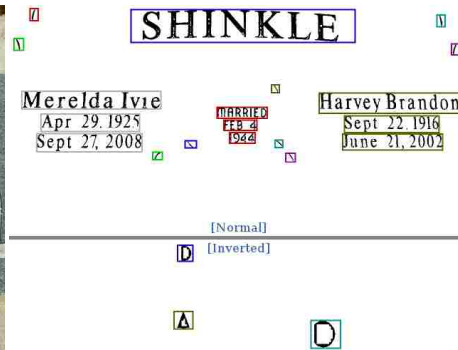 SHINKLE
Merelda Ivie
Apr 29, 1925
Sept 27, 2008
MARRIED
FEB 4
1944
Harvey Brandon
Sept 22, 1916
June 21, 2002
[Normal]
[Inverted]
D
A
D